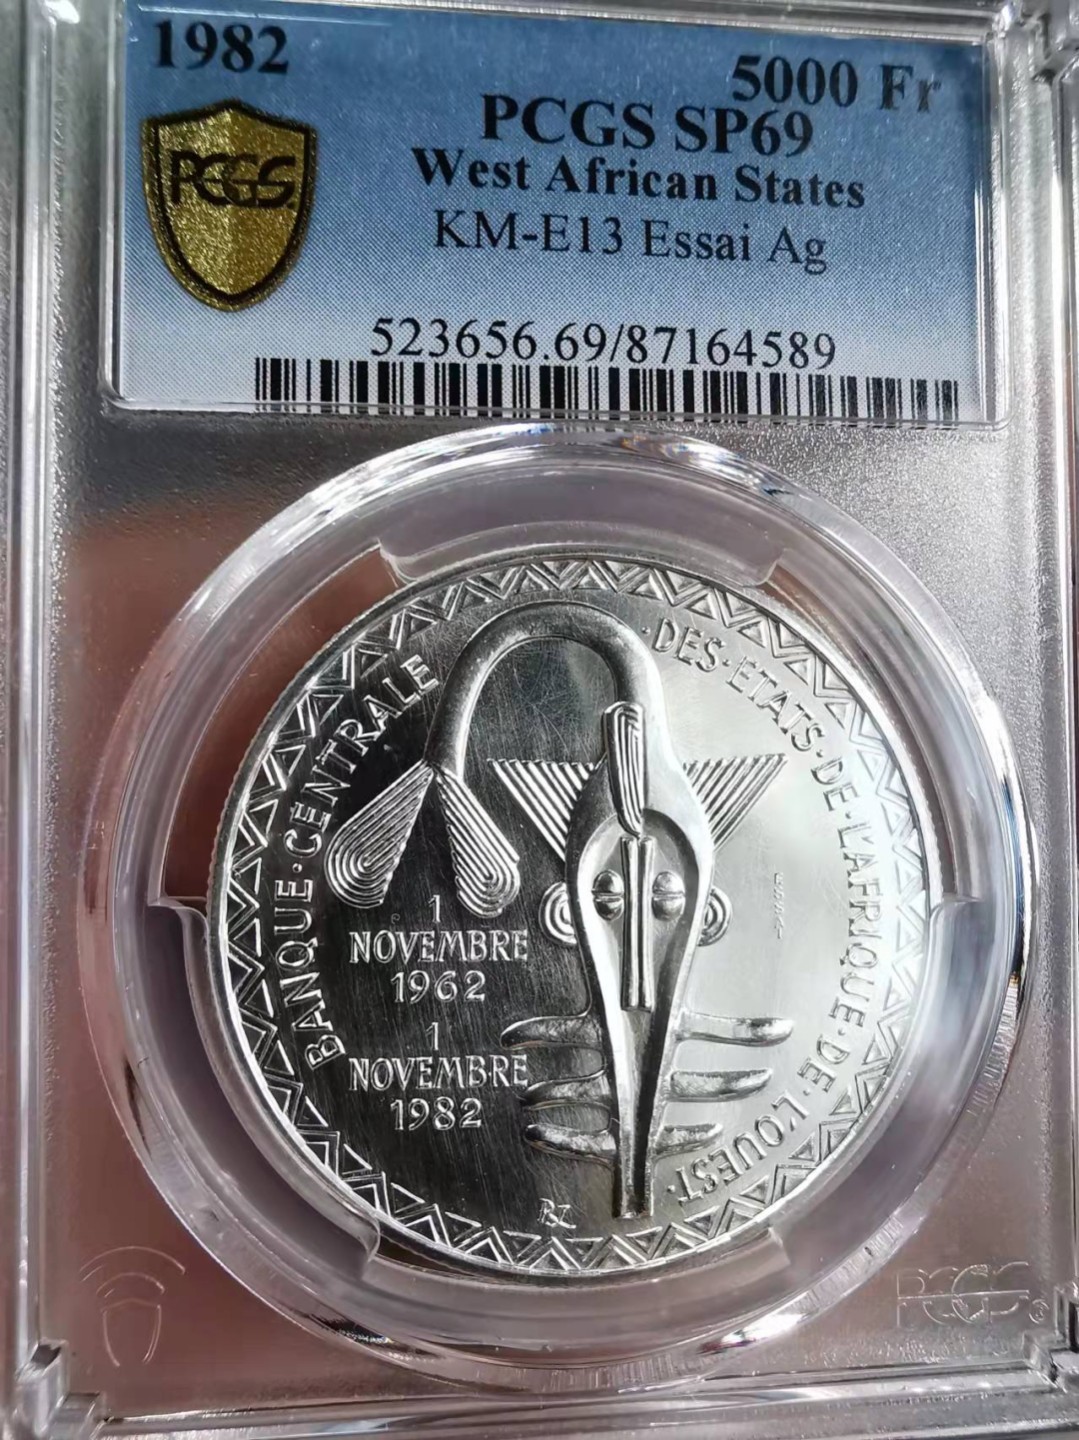 1982
5000 Fr
PCGS SP69
West African States
KM-E13 Essai Ag
PCGS
523656.69/87164589
BANQUE·CENTRALE
·DES·ETATS·DE·L'AFRIQUE·DE·L'OUEST·
1
NOVEMBRE
1962
1
NOVEMBRE
1982
PCGS